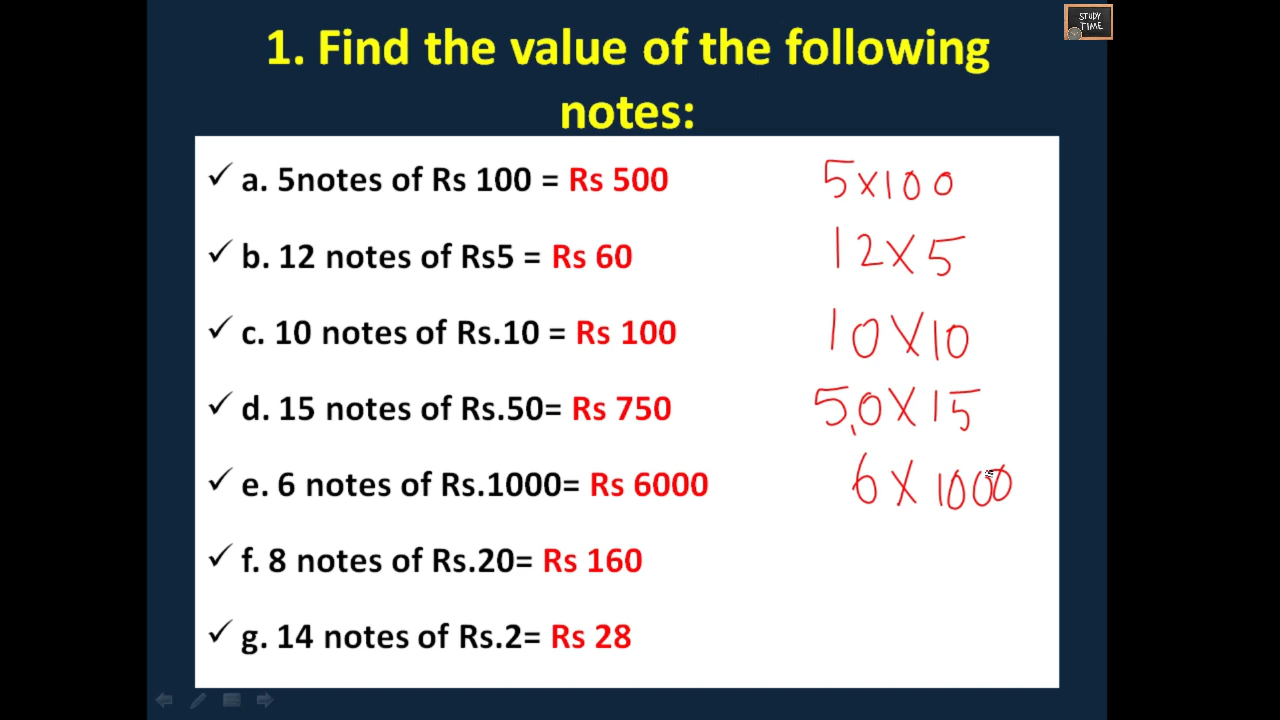 STUDY
TIME
1. Find the value of the following
notes:
✓ a. 5notes of Rs 100 = Rs 500 5x100
✓ b. 12 notes of Rs5 = Rs 60 12x5
✓ c. 10 notes of Rs.10 = Rs 100 10x10
✓ d. 15 notes of Rs.50= Rs 750 50x15
✓ e. 6 notes of Rs.1000= Rs 6000 6x1000
✓ f. 8 notes of Rs.20= Rs 160
✓ g. 14 notes of Rs.2= Rs 28